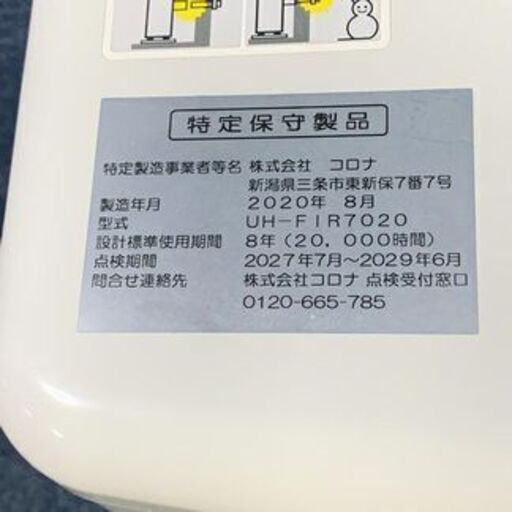 特定保守製品
特定製造事業者等名 株式会社 コロナ
新潟県三条市東新保7番7号
製造年月 2020年 8月
型式 UH-FIR7020
設計標準使用期間 8年(20,000時間)
点検期間 2027年7月~2029年6月
問合せ連絡先 株式会社コロナ 点検受付窓口
0120-665-785